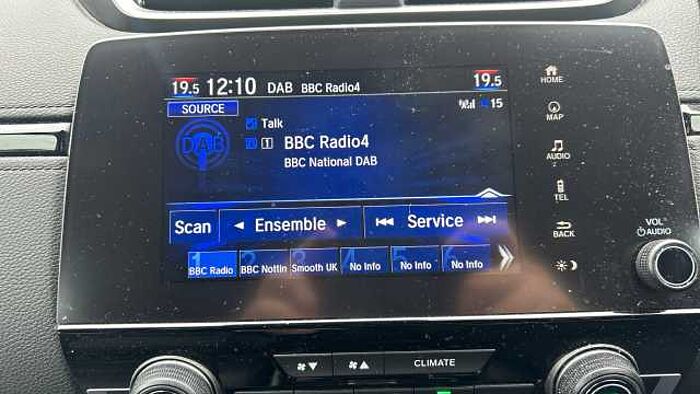 19.5 12:10 DAB BBC Radio4 19.5
SOURCE
15
Talk
DAB
1 BBC Radio4
BBC National DAB
Scan
Ensemble
Service
1 2 3 4 5 6
BBC Radio BBC Nottin Smooth UK No Info No Info No Info
HOME
MAP
AUDIO
TEL
BACK
VOL
AUDIO
CLIMATE